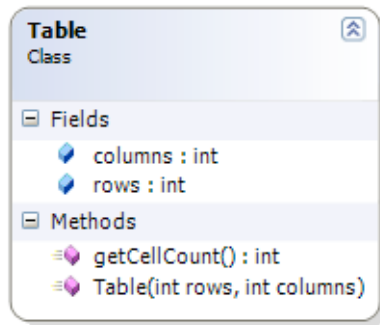 Table
Class
Fields
columns : int
rows : int
Methods
getCellCount() : int
Table(int rows, int columns)